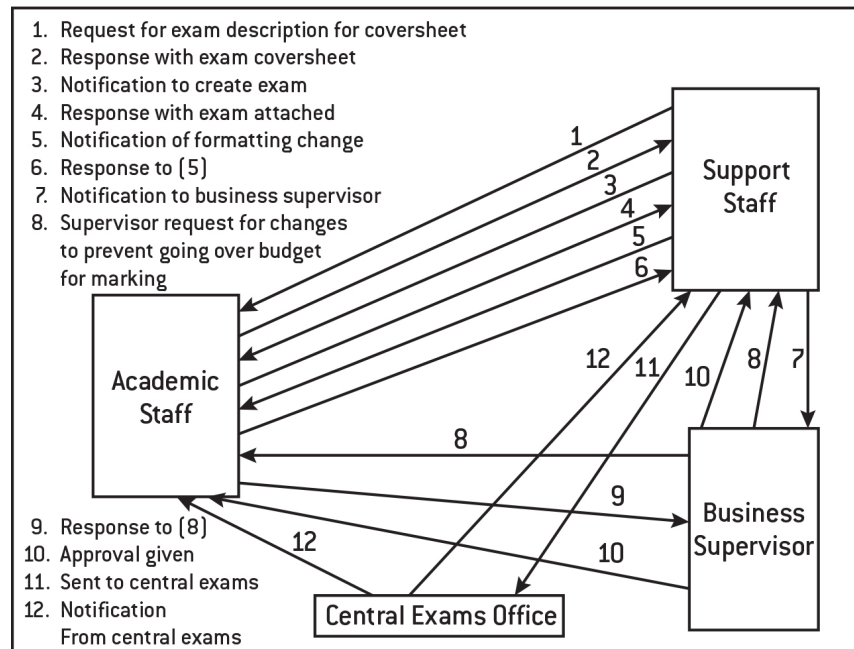 1. Request for exam description for coversheet
2. Response with exam coversheet
3. Notification to create exam
4. Response with exam attached
5. Notification of formatting change
6. Response to (5)
7. Notification to business supervisor
8. Supervisor request for changes
to prevent going over budget
for marking
1
2
3
4
5
6
Support
Staff
Academic
Staff
12
11
10
8
7
8
9
10
12
Business
Supervisor
9. Response to (8)
10. Approval given
11. Sent to central exams
12. Notification
From central exams
Central Exams Office